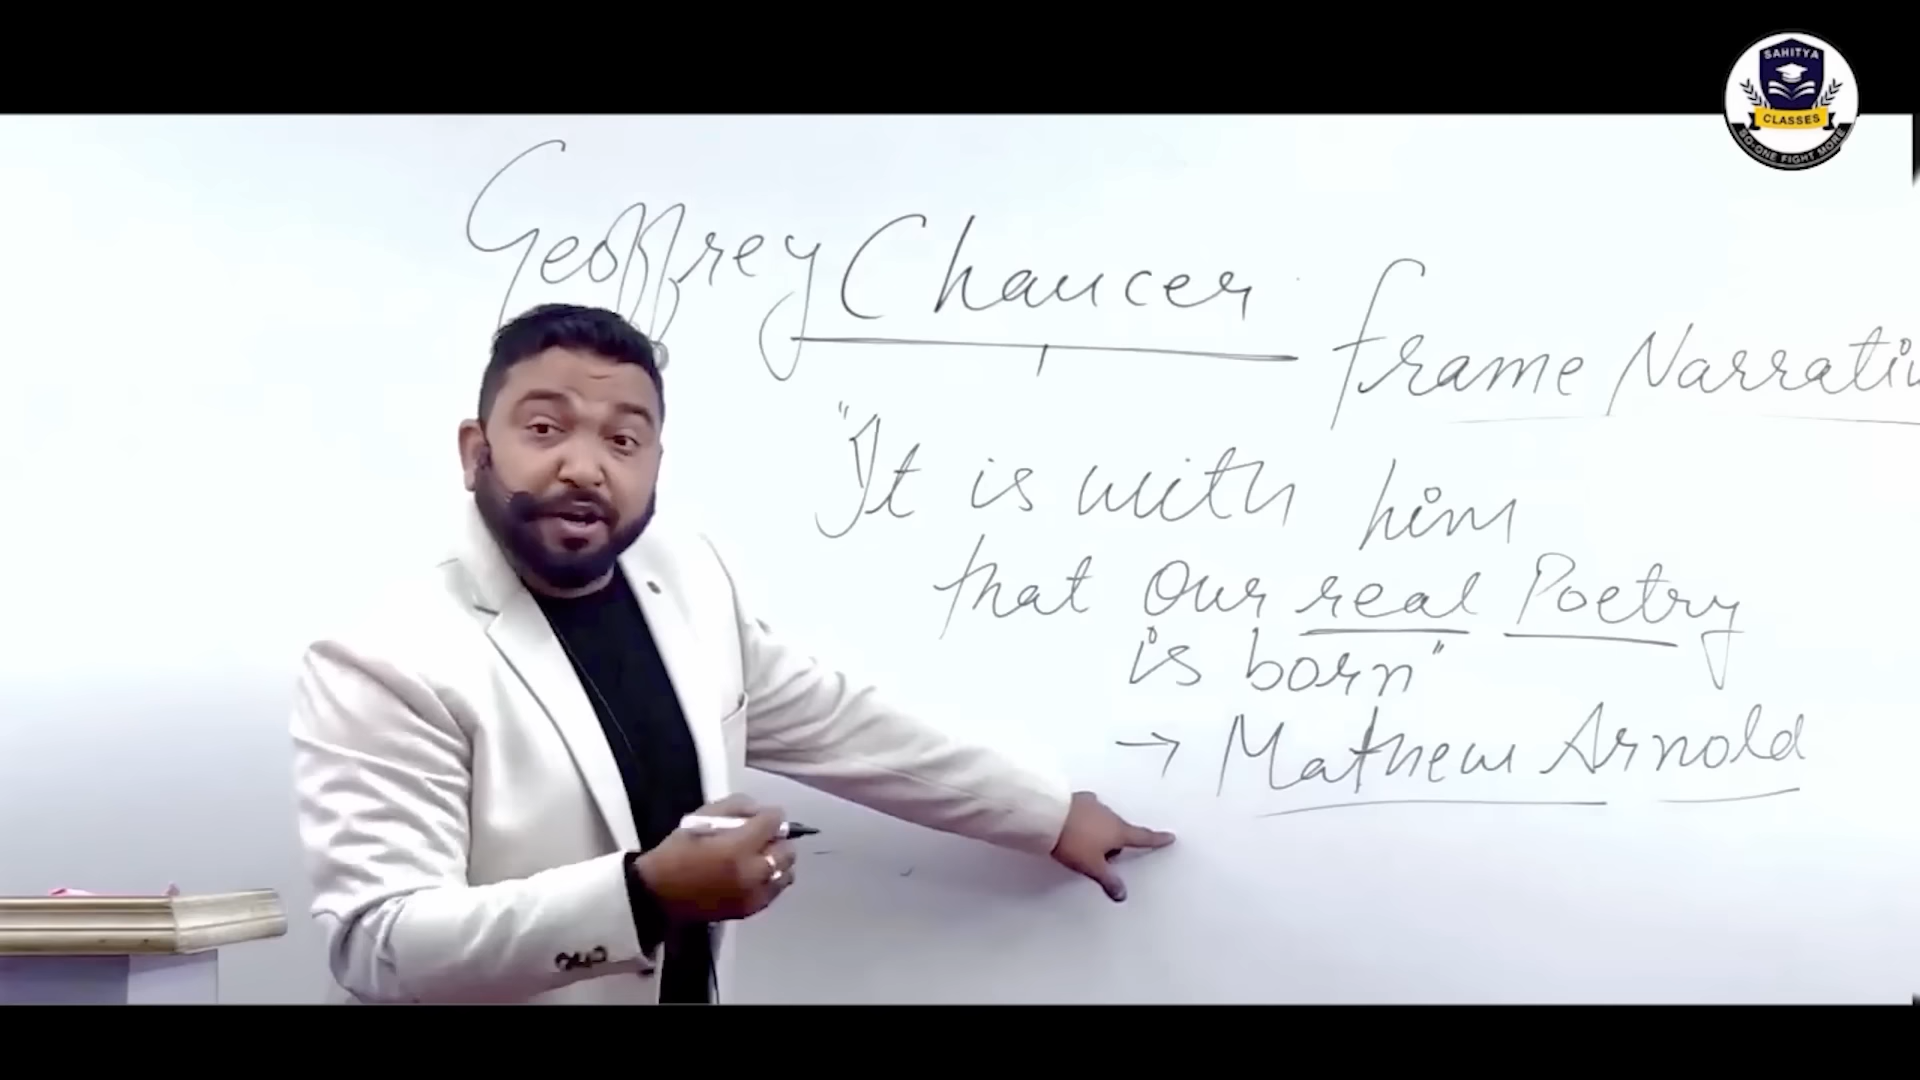 SAHITYA
CLASSES
SO-ONE FIGHT MORE
Geoffrey Chaucer
frame Narrativ
"It is with him
that Our real Poetry
is born"
→ Mathew Arnold